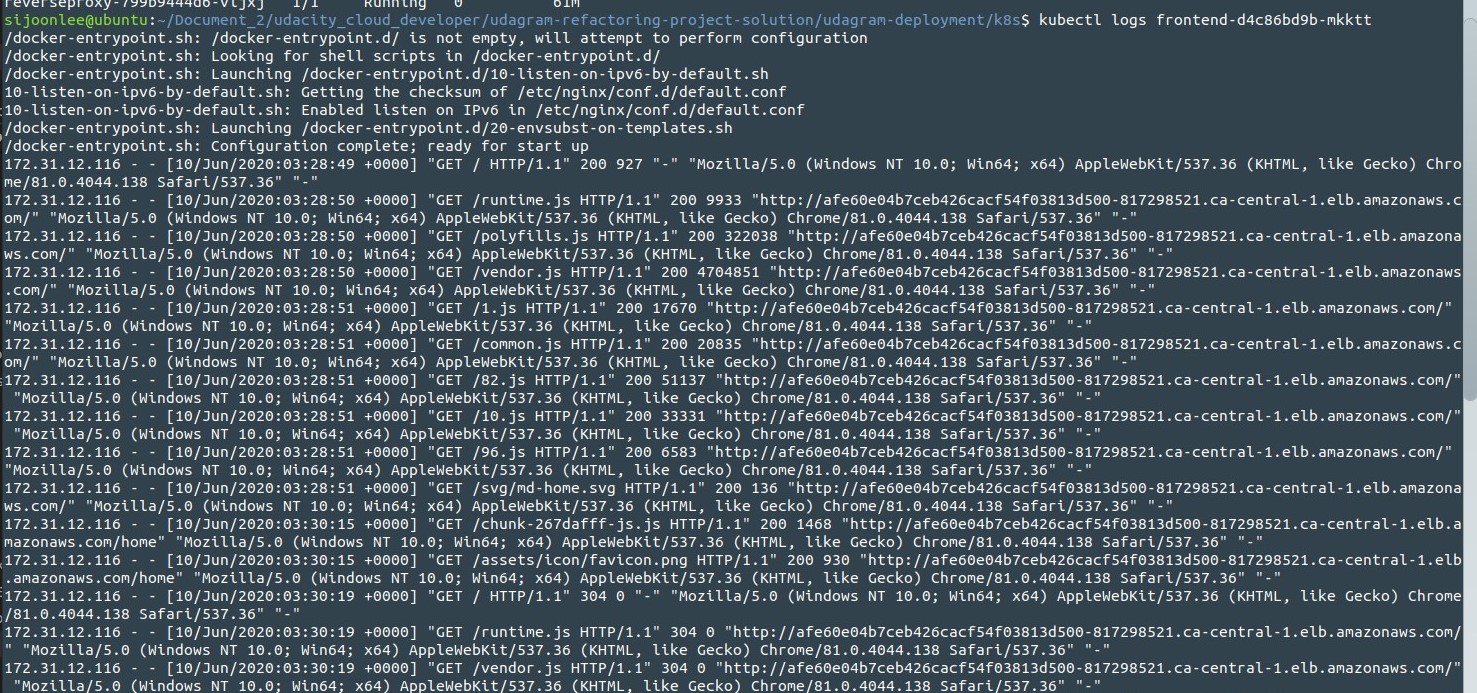 reverseproxy-799b9444d6-vljxj 1/1 Running 0 61m
sijoonlee@ubuntu:~/Document_2/udacity_cloud_developer/udagram-refactoring-project-solution/udagram-deployment/k8s$ kubectl logs frontend-d4c86bd9b-mkktt
/docker-entrypoint.sh: /docker-entrypoint.d/ is not empty, will attempt to perform configuration
/docker-entrypoint.sh: Looking for shell scripts in /docker-entrypoint.d/
/docker-entrypoint.sh: Launching /docker-entrypoint.d/10-listen-on-ipv6-by-default.sh
10-listen-on-ipv6-by-default.sh: Getting the checksum of /etc/nginx/conf.d/default.conf
10-listen-on-ipv6-by-default.sh: Enabled listen on IPv6 in /etc/nginx/conf.d/default.conf
/docker-entrypoint.sh: Launching /docker-entrypoint.d/20-envsubst-on-templates.sh
/docker-entrypoint.sh: Configuration complete; ready for start up
172.31.12.116 - - [10/Jun/2020:03:28:49 +0000] "GET / HTTP/1.1" 200 927 "-" "Mozilla/5.0 (Windows NT 10.0; Win64; x64) AppleWebKit/537.36 (KHTML, like Gecko) Chro
me/81.0.4044.138 Safari/537.36" "-"
172.31.12.116 - - [10/Jun/2020:03:28:50 +0000] "GET /runtime.js HTTP/1.1" 200 9933 "http://afe60e04b7ceb426cacf54f03813d500-817298521.ca-central-1.elb.amazonaws.c
om/" "Mozilla/5.0 (Windows NT 10.0; Win64; x64) AppleWebKit/537.36 (KHTML, like Gecko) Chrome/81.0.4044.138 Safari/537.36" "-"
172.31.12.116 - - [10/Jun/2020:03:28:50 +0000] "GET /polyfills.js HTTP/1.1" 200 322038 "http://afe60e04b7ceb426cacf54f03813d500-817298521.ca-central-1.elb.amazona
ws.com/" "Mozilla/5.0 (Windows NT 10.0; Win64; x64) AppleWebKit/537.36 (KHTML, like Gecko) Chrome/81.0.4044.138 Safari/537.36" "-"
172.31.12.116 - - [10/Jun/2020:03:28:50 +0000] "GET /vendor.js HTTP/1.1" 200 4704851 "http://afe60e04b7ceb426cacf54f03813d500-817298521.ca-central-1.elb.amazonaws
.com/" "Mozilla/5.0 (Windows NT 10.0; Win64; x64) AppleWebKit/537.36 (KHTML, like Gecko) Chrome/81.0.4044.138 Safari/537.36" "-"
172.31.12.116 - - [10/Jun/2020:03:28:51 +0000] "GET /1.js HTTP/1.1" 200 17670 "http://afe60e04b7ceb426cacf54f03813d500-817298521.ca-central-1.elb.amazonaws.com/"
"Mozilla/5.0 (Windows NT 10.0; Win64; x64) AppleWebKit/537.36 (KHTML, like Gecko) Chrome/81.0.4044.138 Safari/537.36" "-"
172.31.12.116 - - [10/Jun/2020:03:28:51 +0000] "GET /common.js HTTP/1.1" 200 20835 "http://afe60e04b7ceb426cacf54f03813d500-817298521.ca-central-1.elb.amazonaws.c
om/" "Mozilla/5.0 (Windows NT 10.0; Win64; x64) AppleWebKit/537.36 (KHTML, like Gecko) Chrome/81.0.4044.138 Safari/537.36" "-"
172.31.12.116 - - [10/Jun/2020:03:28:51 +0000] "GET /82.js HTTP/1.1" 200 51137 "http://afe60e04b7ceb426cacf54f03813d500-817298521.ca-central-1.elb.amazonaws.com/"
"Mozilla/5.0 (Windows NT 10.0; Win64; x64) AppleWebKit/537.36 (KHTML, like Gecko) Chrome/81.0.4044.138 Safari/537.36" "-"
172.31.12.116 - - [10/Jun/2020:03:28:51 +0000] "GET /10.js HTTP/1.1" 200 33331 "http://afe60e04b7ceb426cacf54f03813d500-817298521.ca-central-1.elb.amazonaws.com/"
"Mozilla/5.0 (Windows NT 10.0; Win64; x64) AppleWebKit/537.36 (KHTML, like Gecko) Chrome/81.0.4044.138 Safari/537.36" "-"
172.31.12.116 - - [10/Jun/2020:03:28:51 +0000] "GET /96.js HTTP/1.1" 200 6583 "http://afe60e04b7ceb426cacf54f03813d500-817298521.ca-central-1.elb.amazonaws.com/"
"Mozilla/5.0 (Windows NT 10.0; Win64; x64) AppleWebKit/537.36 (KHTML, like Gecko) Chrome/81.0.4044.138 Safari/537.36" "-"
172.31.12.116 - - [10/Jun/2020:03:28:51 +0000] "GET /svg/md-home.svg HTTP/1.1" 200 136 "http://afe60e04b7ceb426cacf54f03813d500-817298521.ca-central-1.elb.amazona
ws.com/" "Mozilla/5.0 (Windows NT 10.0; Win64; x64) AppleWebKit/537.36 (KHTML, like Gecko) Chrome/81.0.4044.138 Safari/537.36" "-"
172.31.12.116 - - [10/Jun/2020:03:30:15 +0000] "GET /chunk-267dafff-js.js HTTP/1.1" 200 1468 "http://afe60e04b7ceb426cacf54f03813d500-817298521.ca-central-1.elb.a
mazonaws.com/home" "Mozilla/5.0 (Windows NT 10.0; Win64; x64) AppleWebKit/537.36 (KHTML, like Gecko) Chrome/81.0.4044.138 Safari/537.36" "-"
172.31.12.116 - - [10/Jun/2020:03:30:15 +0000] "GET /assets/icon/favicon.png HTTP/1.1" 200 930 "http://afe60e04b7ceb426cacf54f03813d500-817298521.ca-central-1.elb
.amazonaws.com/home" "Mozilla/5.0 (Windows NT 10.0; Win64; x64) AppleWebKit/537.36 (KHTML, like Gecko) Chrome/81.0.4044.138 Safari/537.36" "-"
172.31.12.116 - - [10/Jun/2020:03:30:19 +0000] "GET / HTTP/1.1" 304 0 "-" "Mozilla/5.0 (Windows NT 10.0; Win64; x64) AppleWebKit/537.36 (KHTML, like Gecko) Chrome
/81.0.4044.138 Safari/537.36" "-"
172.31.12.116 - - [10/Jun/2020:03:30:19 +0000] "GET /runtime.js HTTP/1.1" 304 0 "http://afe60e04b7ceb426cacf54f03813d500-817298521.ca-central-1.elb.amazonaws.com/
" "Mozilla/5.0 (Windows NT 10.0; Win64; x64) AppleWebKit/537.36 (KHTML, like Gecko) Chrome/81.0.4044.138 Safari/537.36" "-"
172.31.12.116 - - [10/Jun/2020:03:30:19 +0000] "GET /vendor.js HTTP/1.1" 304 0 "http://afe60e04b7ceb426cacf54f03813d500-817298521.ca-central-1.elb.amazonaws.com/"
"Mozilla/5.0 (Windows NT 10.0; Win64; x64) AppleWebKit/537.36 (KHTML, like Gecko) Chrome/81.0.4044.138 Safari/537.36" "-"